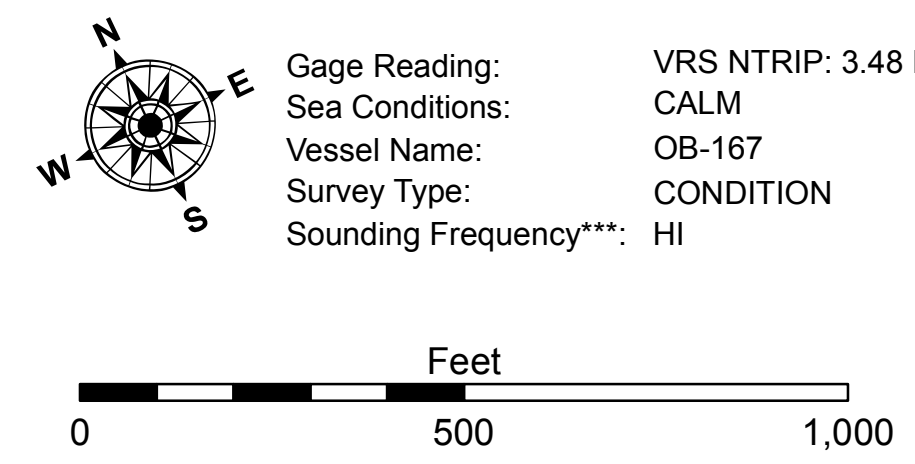 N
E
W
S
Gage Reading: VRS NTRIP: 3.48
Sea Conditions: CALM
Vessel Name: OB-167
Survey Type: CONDITION
Sounding Frequency***: HI
Feet
0 500 1,000